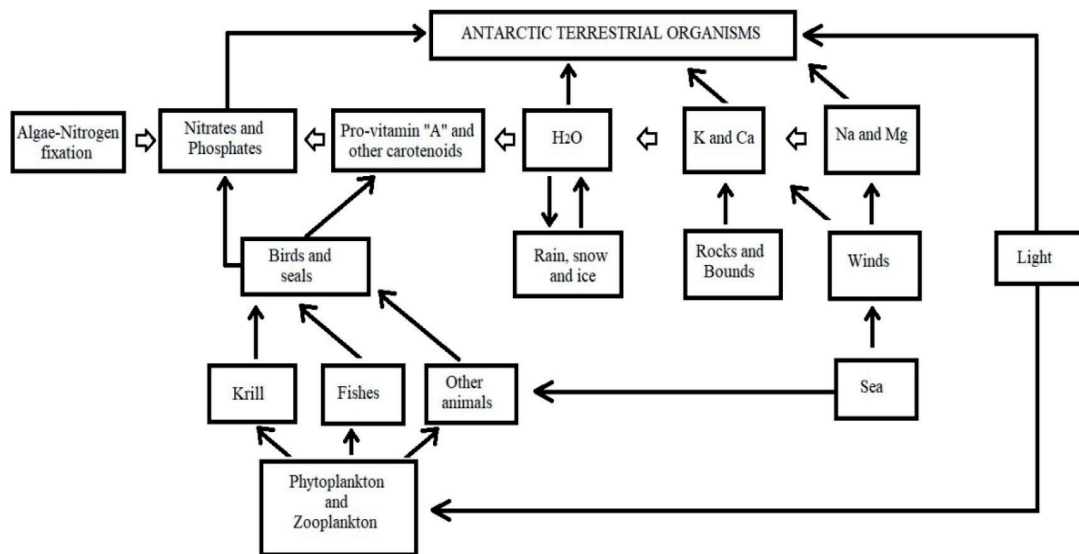 ANTARCTIC TERRESTRIAL ORGANISMS
Algae-Nitrogen
fixation
Nitrates and
Phosphates
Pro-vitamin "A" and
other carotenoids
H2O
K and Ca
Na and Mg
Birds and
seals
Rain, snow
and ice
Rocks and
Bounds
Winds
Light
Krill
Fishes
Other
animals
Sea
Phytoplankton
and
Zooplankton